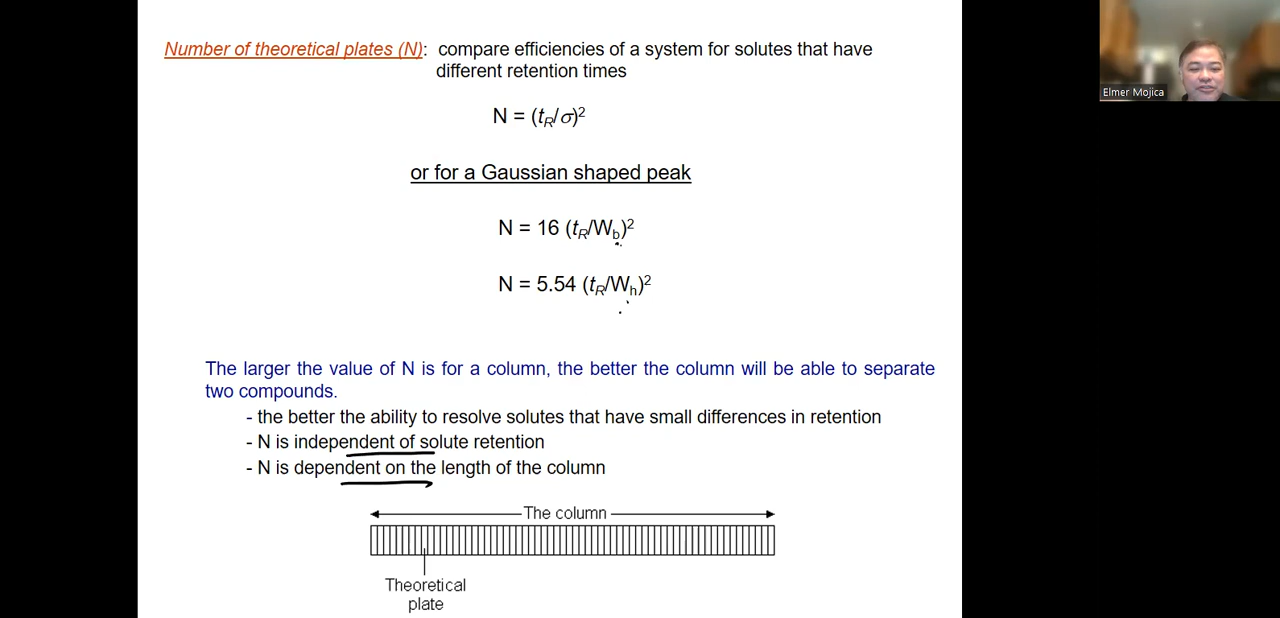 Number of theoretical plates (N): compare efficiencies of a system for solutes that have
different retention times
N = (tR/σ)²
or for a Gaussian shaped peak
N = 16 (tR/Wb)²
N = 5.54 (tR/Wh)²
The larger the value of N is for a column, the better the column will be able to separate
two compounds.
- the better the ability to resolve solutes that have small differences in retention
- N is independent of solute retention
- N is dependent on the length of the column
The column
Theoretical
plate
Elmer Mojica